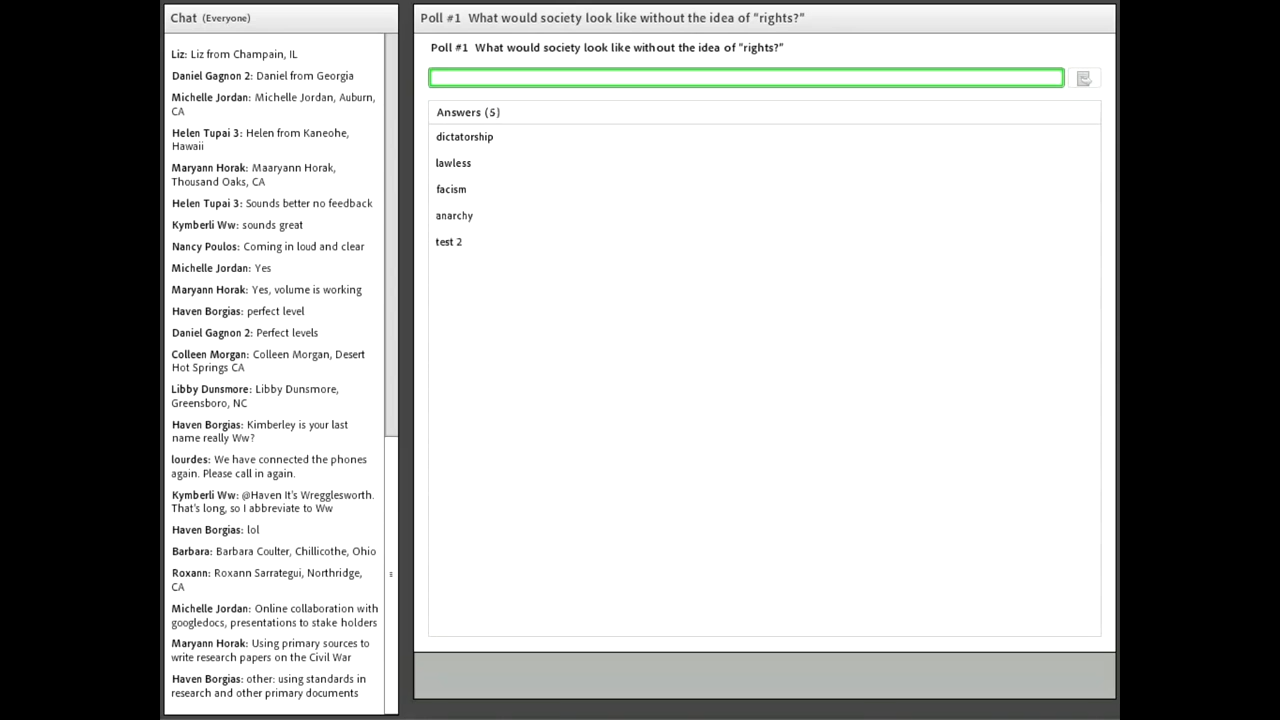 Chat (Everyone)
Liz: Liz from Champain, IL
Daniel Gagnon 2: Daniel from Georgia
Michelle Jordan: Michelle Jordan, Auburn,
CA
Helen Tupai 3: Helen from Kaneohe,
Hawaii
Maryann Horak: Maaryann Horak,
Thousand Oaks, CA
Helen Tupai 3: Sounds better no feedback
Kymberli Ww: sounds great
Nancy Poulos: Coming in loud and clear
Michelle Jordan: Yes
Maryann Horak: Yes, volume is working
Haven Borgias: perfect level
Daniel Gagnon 2: Perfect levels
Colleen Morgan: Colleen Morgan, Desert
Hot Springs CA
Libby Dunsmore: Libby Dunsmore,
Greensboro, NC
Haven Borgias: Kimberley is your last
name really Ww?
lourdes: We have connected the phones
again. Please call in again.
Kymberli Ww: @Haven It's Wregglesworth.
That's long, so I abbreviate to Ww
Haven Borgias: lol
Barbara: Barbara Coulter, Chillicothe, Ohio
Roxann: Roxann Sarrategui, Northridge,
CA
Michelle Jordan: Online collaboration with
googledocs, presentations to stake holders
Maryann Horak: Using primary sources to
write research papers on the Civil War
Haven Borgias: other: using standards in
research and other primary documents
Poll #1 What would society look like without the idea of "rights?"
Poll #1 What would society look like without the idea of "rights?"
Answers (5)
dictatorship
lawless
facism
anarchy
test 2